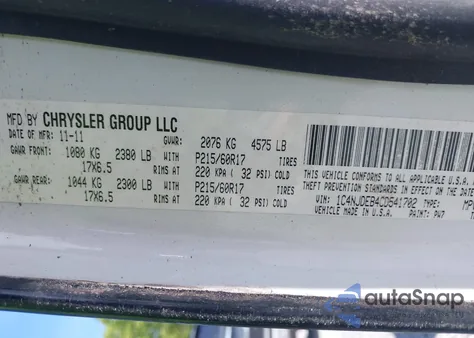 MFD BY CHRYSLER GROUP LLC
DATE OF MFR: 11-11 GVWR: 2076 KG 4575 LB
GAWR FRONT: 1080 KG 2380 LB WITH P215/60R17 TIRES
17X6.5 RIMS AT 220 KPA ( 32 PSI) COLD
GAWR REAR: 1044 KG 2300 LB WITH P215/60R17 TIRES
17X6.5 RIMS AT 220 KPA ( 32 PSI) COLD
THIS VEHICLE CONFORMS TO ALL APPLICABLE U.S.A.
THEFT PREVENTION STANDARDS IN EFFECT ON THE DATE
VIN: 1C4NJDEB4CD541702 TYPE: MP
VEHICLE MADE IN U.S.A. PAINT: PW7
autoSnap